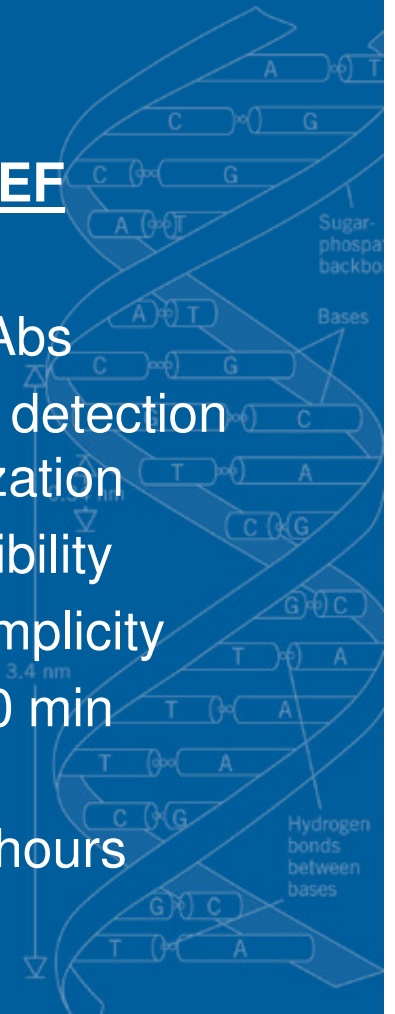 EF
Abs
detection
zation
ibility
mplicity
0 min
hours
A T
C G
C G
A T
Sugar-
phospa
backbo
A T
Bases
C G
C
T A
nm
C G
G C
T A
3.4 nm
T A
T A
C G
Hydrogen
bonds
between
bases
G C
T A